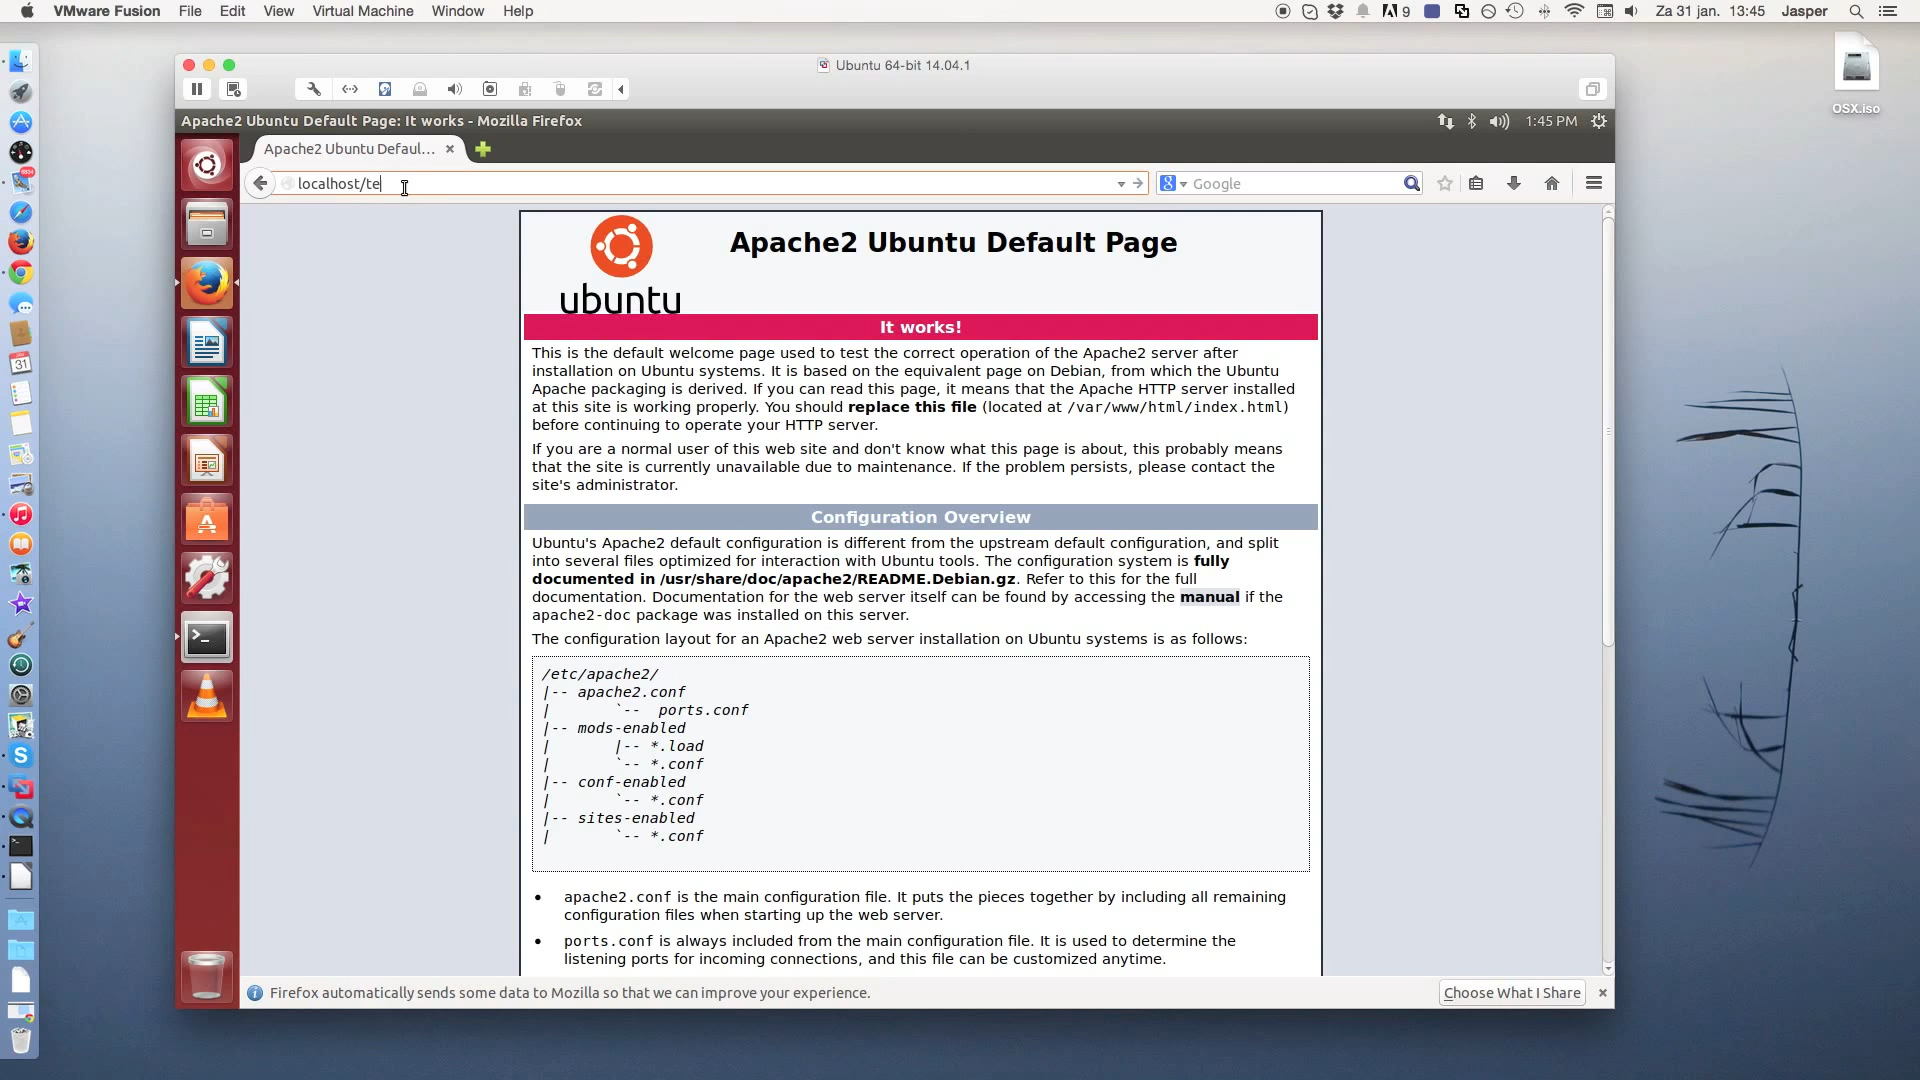 VMware Fusion File Edit View Virtual Machine Window Help 9 Za 31 jan. 13:45 Jasper
Ubuntu 64-bit 14.04.1
OSX.iso
Apache2 Ubuntu Default Page: It works - Mozilla Firefox 1:45 PM
Apache2 Ubuntu Defaul...
localhost/te Google
Apache2 Ubuntu Default Page
ubuntu
It works!
This is the default welcome page used to test the correct operation of the Apache2 server after
installation on Ubuntu systems. It is based on the equivalent page on Debian, from which the Ubuntu
Apache packaging is derived. If you can read this page, it means that the Apache HTTP server installed
at this site is working properly. You should replace this file (located at /var/www/html/index.html)
before continuing to operate your HTTP server.
If you are a normal user of this web site and don't know what this page is about, this probably means
that the site is currently unavailable due to maintenance. If the problem persists, please contact the
site's administrator.
Configuration Overview
Ubuntu's Apache2 default configuration is different from the upstream default configuration, and split
into several files optimized for interaction with Ubuntu tools. The configuration system is fully
documented in /usr/share/doc/apache2/README.Debian.gz. Refer to this for the full
documentation. Documentation for the web server itself can be found by accessing the manual if the
apache2-doc package was installed on this server.
The configuration layout for an Apache2 web server installation on Ubuntu systems is as follows:
/etc/apache2/
|-- apache2.conf
|       `--  ports.conf
|-- mods-enabled
|       |-- *.load
|       `-- *.conf
|-- conf-enabled
|       `-- *.conf
|-- sites-enabled
|       `-- *.conf
• apache2.conf is the main configuration file. It puts the pieces together by including all remaining
configuration files when starting up the web server.
• ports.conf is always included from the main configuration file. It is used to determine the
listening ports for incoming connections, and this file can be customized anytime.
Firefox automatically sends some data to Mozilla so that we can improve your experience. Choose What I Share
31